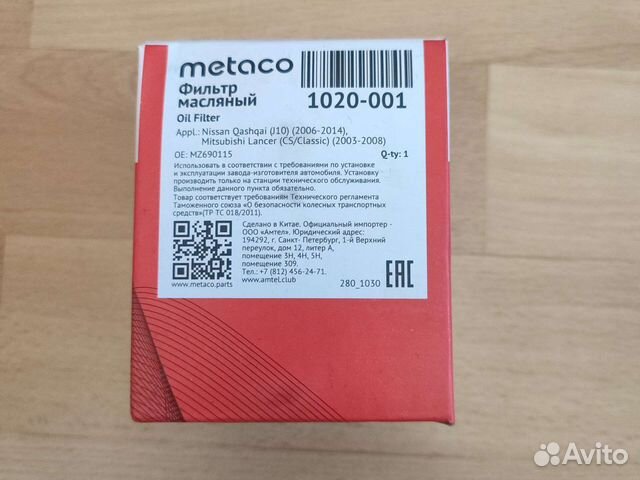 metaco
Фильтр
масляный
Oil Filter
1020-001
Appl.: Nissan Qashqai (J10) (2006-2014),
Mitsubishi Lancer (CS/Classic) (2003-2008)
OE: MZ690115
Q-ty: 1
Использовать в соответствии с требованиями по установке
и эксплуатации завода-изготовителя автомобиля. Установку
производить только на станции технического обслуживания.
Выполнение данного пункта обязательно.
Товар соответствует требованиям Технического регламента
Таможенного союза «О безопасности колесных транспортных
средств»(ТР ТС 018/2011).
Сделано в Китае. Официальный импортер -
ООО «Амтел». Юридический адрес:
194292, г. Санкт- Петербург, 1-й Верхний
переулок, дом 12, литер А,
помещение 3Н, 4Н, 5Н,
помещение 309.
Тел.: +7 (812) 456-24-71.
www.metaco.parts
www.amtel.club
280_1030
EAC
Avito